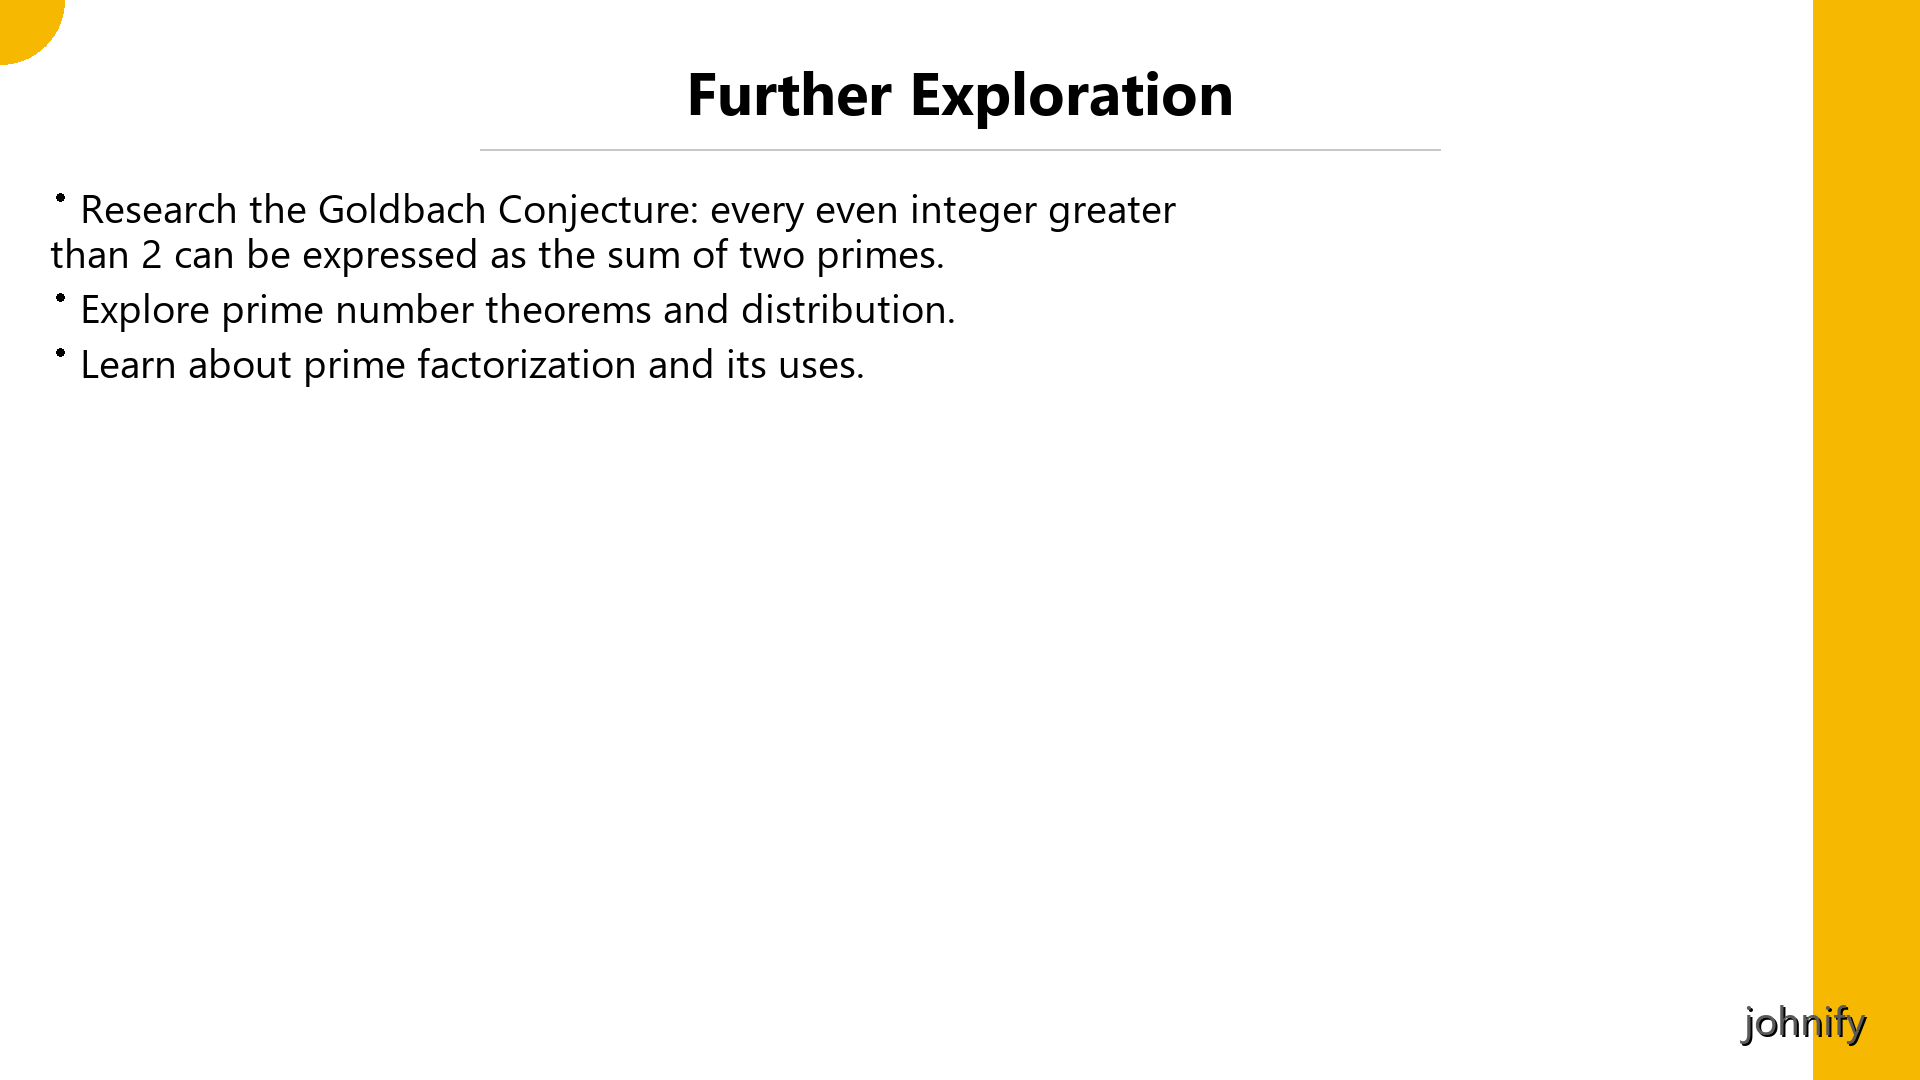 Further Exploration
• Research the Goldbach Conjecture: every even integer greater
than 2 can be expressed as the sum of two primes.
• Explore prime number theorems and distribution.
• Learn about prime factorization and its uses.
johnify